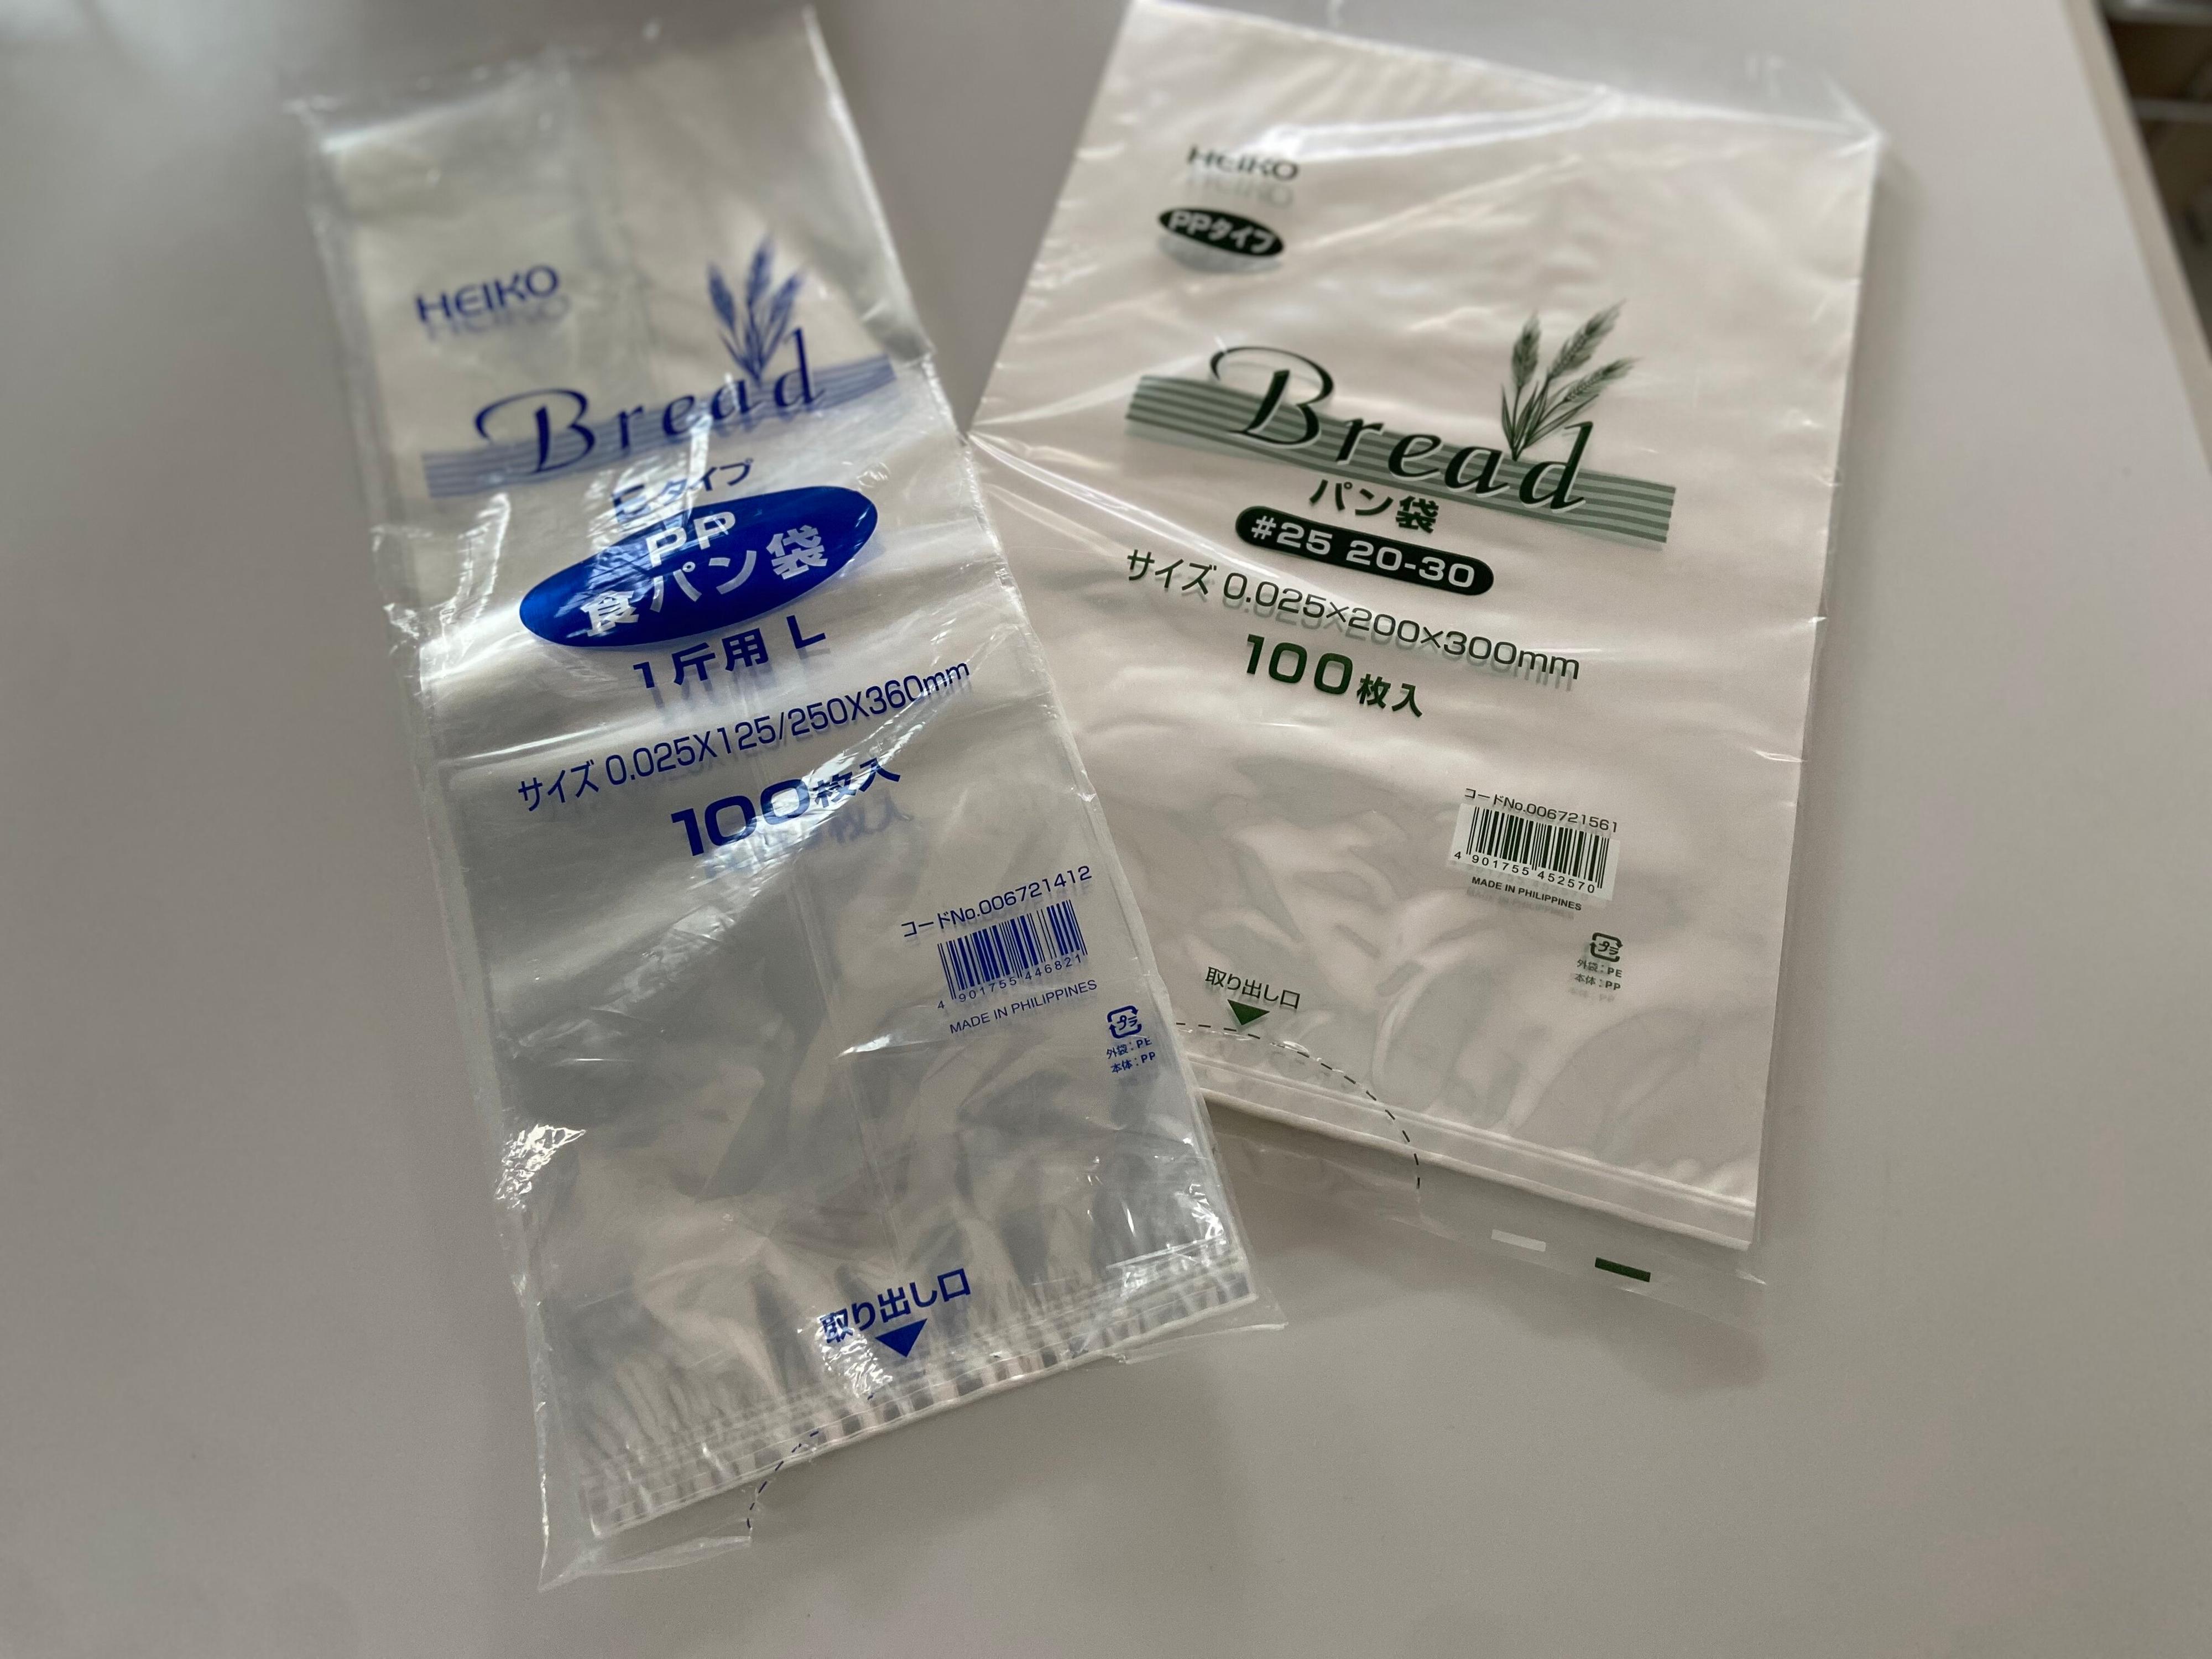 HEIKO
Bread
Eタイプ
PP
食パン袋
1斤用 L
サイズ 0.025X125/250X360mm
100枚入
コードNo.006721412
4 901755 446821
MADE IN PHILIPPINES
プラ
外袋:PE
本体:PP
取り出し口
HEIKO
PPタイプ
Bread
パン袋
#25 20-30
サイズ 0.025×200×300mm
100枚入
コードNo.006721561
4 901755 452570
MADE IN PHILIPPINES
プラ
外袋:PE
本体:PP
取り出し口